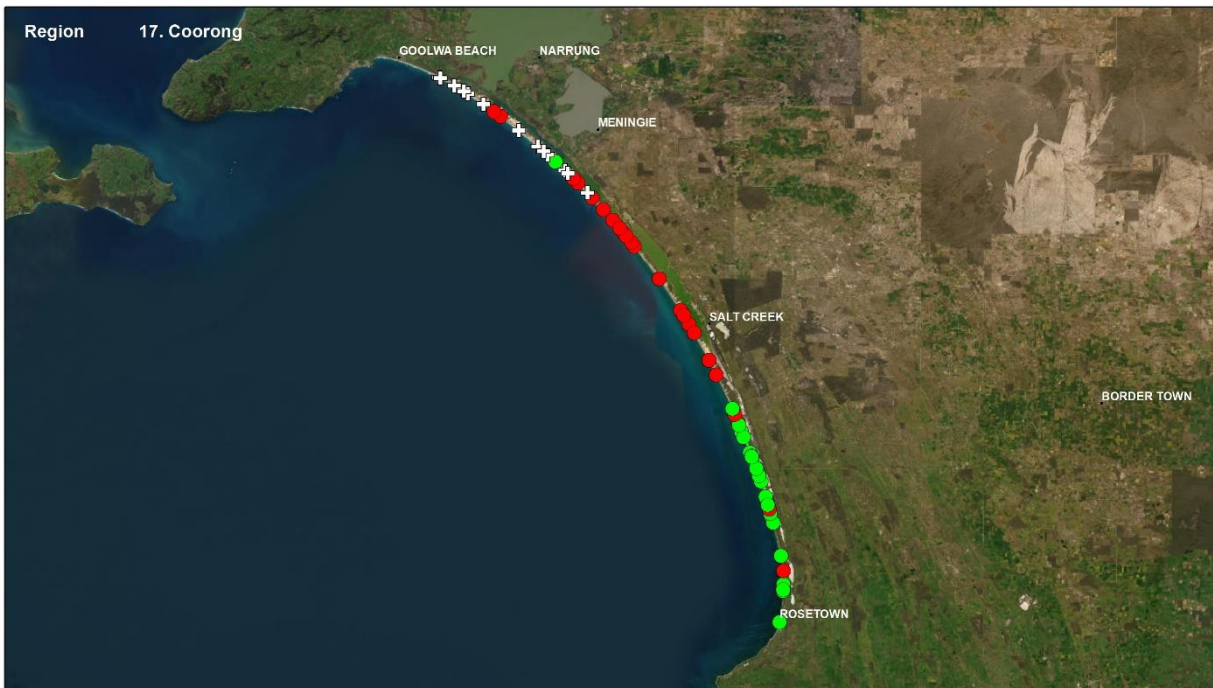 Region 17. Coorong
GOOLWA BEACH
NARRUNG
MENINGIE
SALT CREEK
BORDER TOWN
ROSETOWN